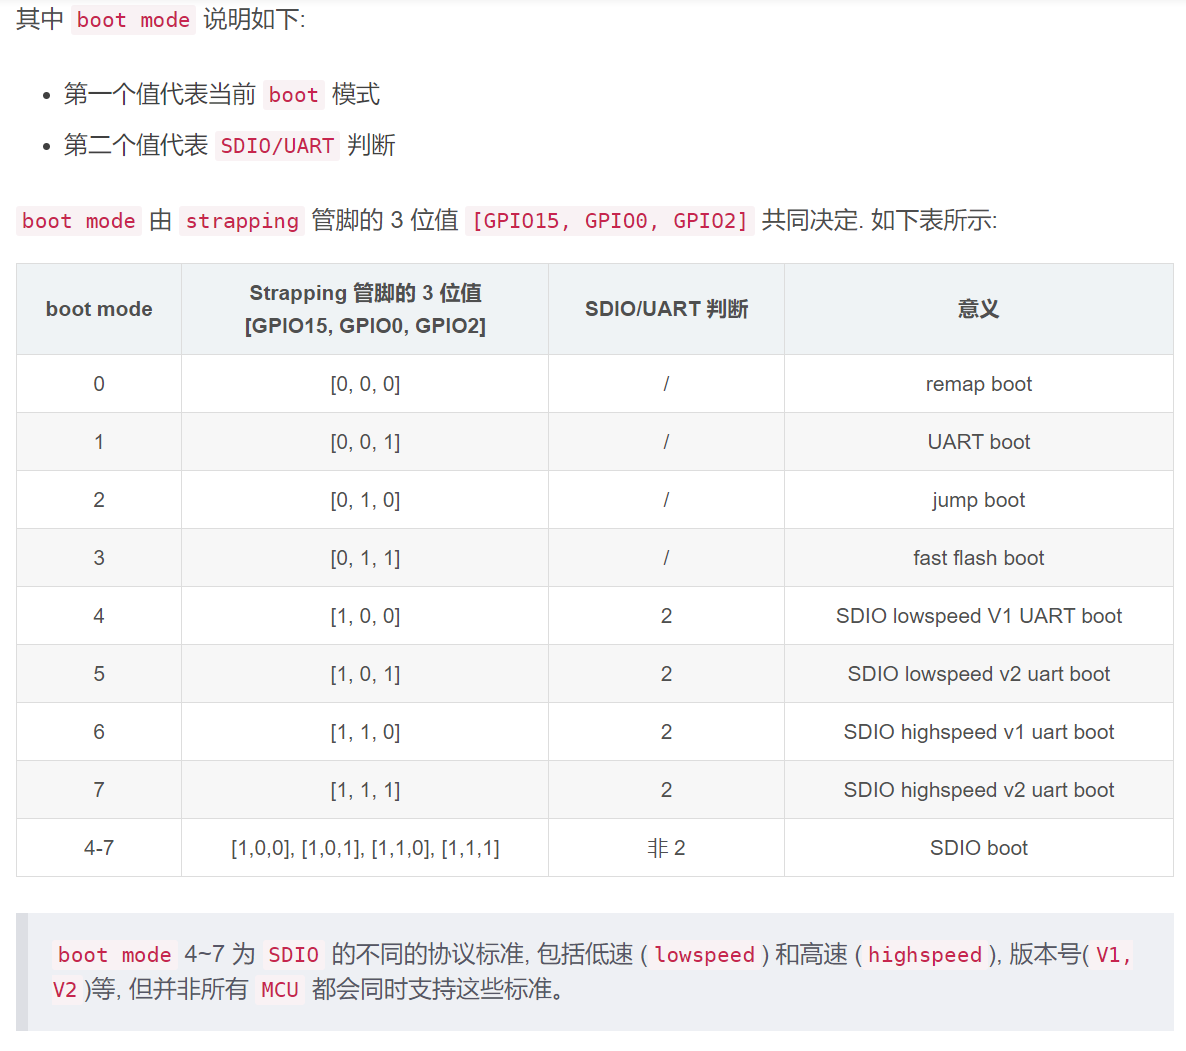 其中 boot mode 说明如下:
第一个值代表当前 boot 模式
第二个值代表 SDIO/UART 判断
boot mode 由 strapping 管脚的 3 位值 [GPIO15, GPIO0, GPIO2] 共同决定. 如下表所示:
boot mode Strapping 管脚的 3 位值 [GPIO15, GPIO0, GPIO2] SDIO/UART 判断 意义
0 [0, 0, 0] / remap boot
1 [0, 0, 1] / UART boot
2 [0, 1, 0] / jump boot
3 [0, 1, 1] / fast flash boot
4 [1, 0, 0] 2 SDIO lowspeed V1 UART boot
5 [1, 0, 1] 2 SDIO lowspeed v2 uart boot
6 [1, 1, 0] 2 SDIO highspeed v1 uart boot
7 [1, 1, 1] 2 SDIO highspeed v2 uart boot
4-7 [1,0,0], [1,0,1], [1,1,0], [1,1,1] 非 2 SDIO boot
boot mode 4~7 为 SDIO 的不同的协议标准, 包括低速 ( lowspeed ) 和高速 ( highspeed ), 版本号( V1,
V2 )等, 但并非所有 MCU 都会同时支持这些标准。